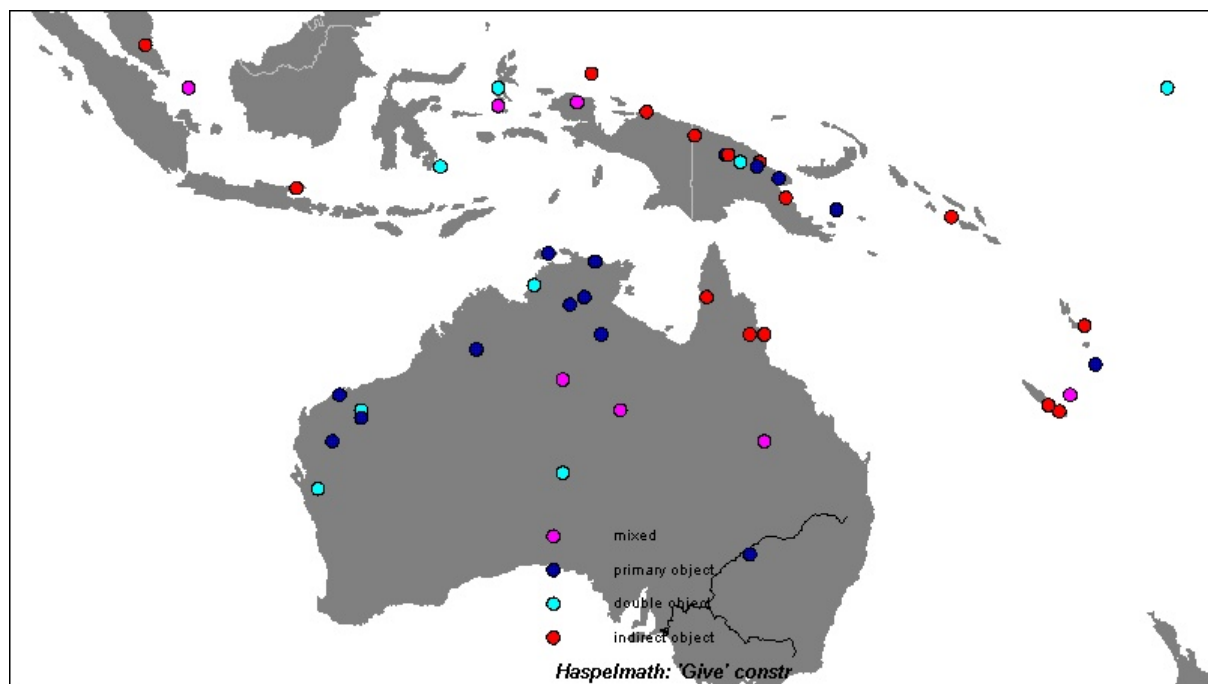 mixed
primary object
double object
indirect object
Haspelmath: 'Give' constr